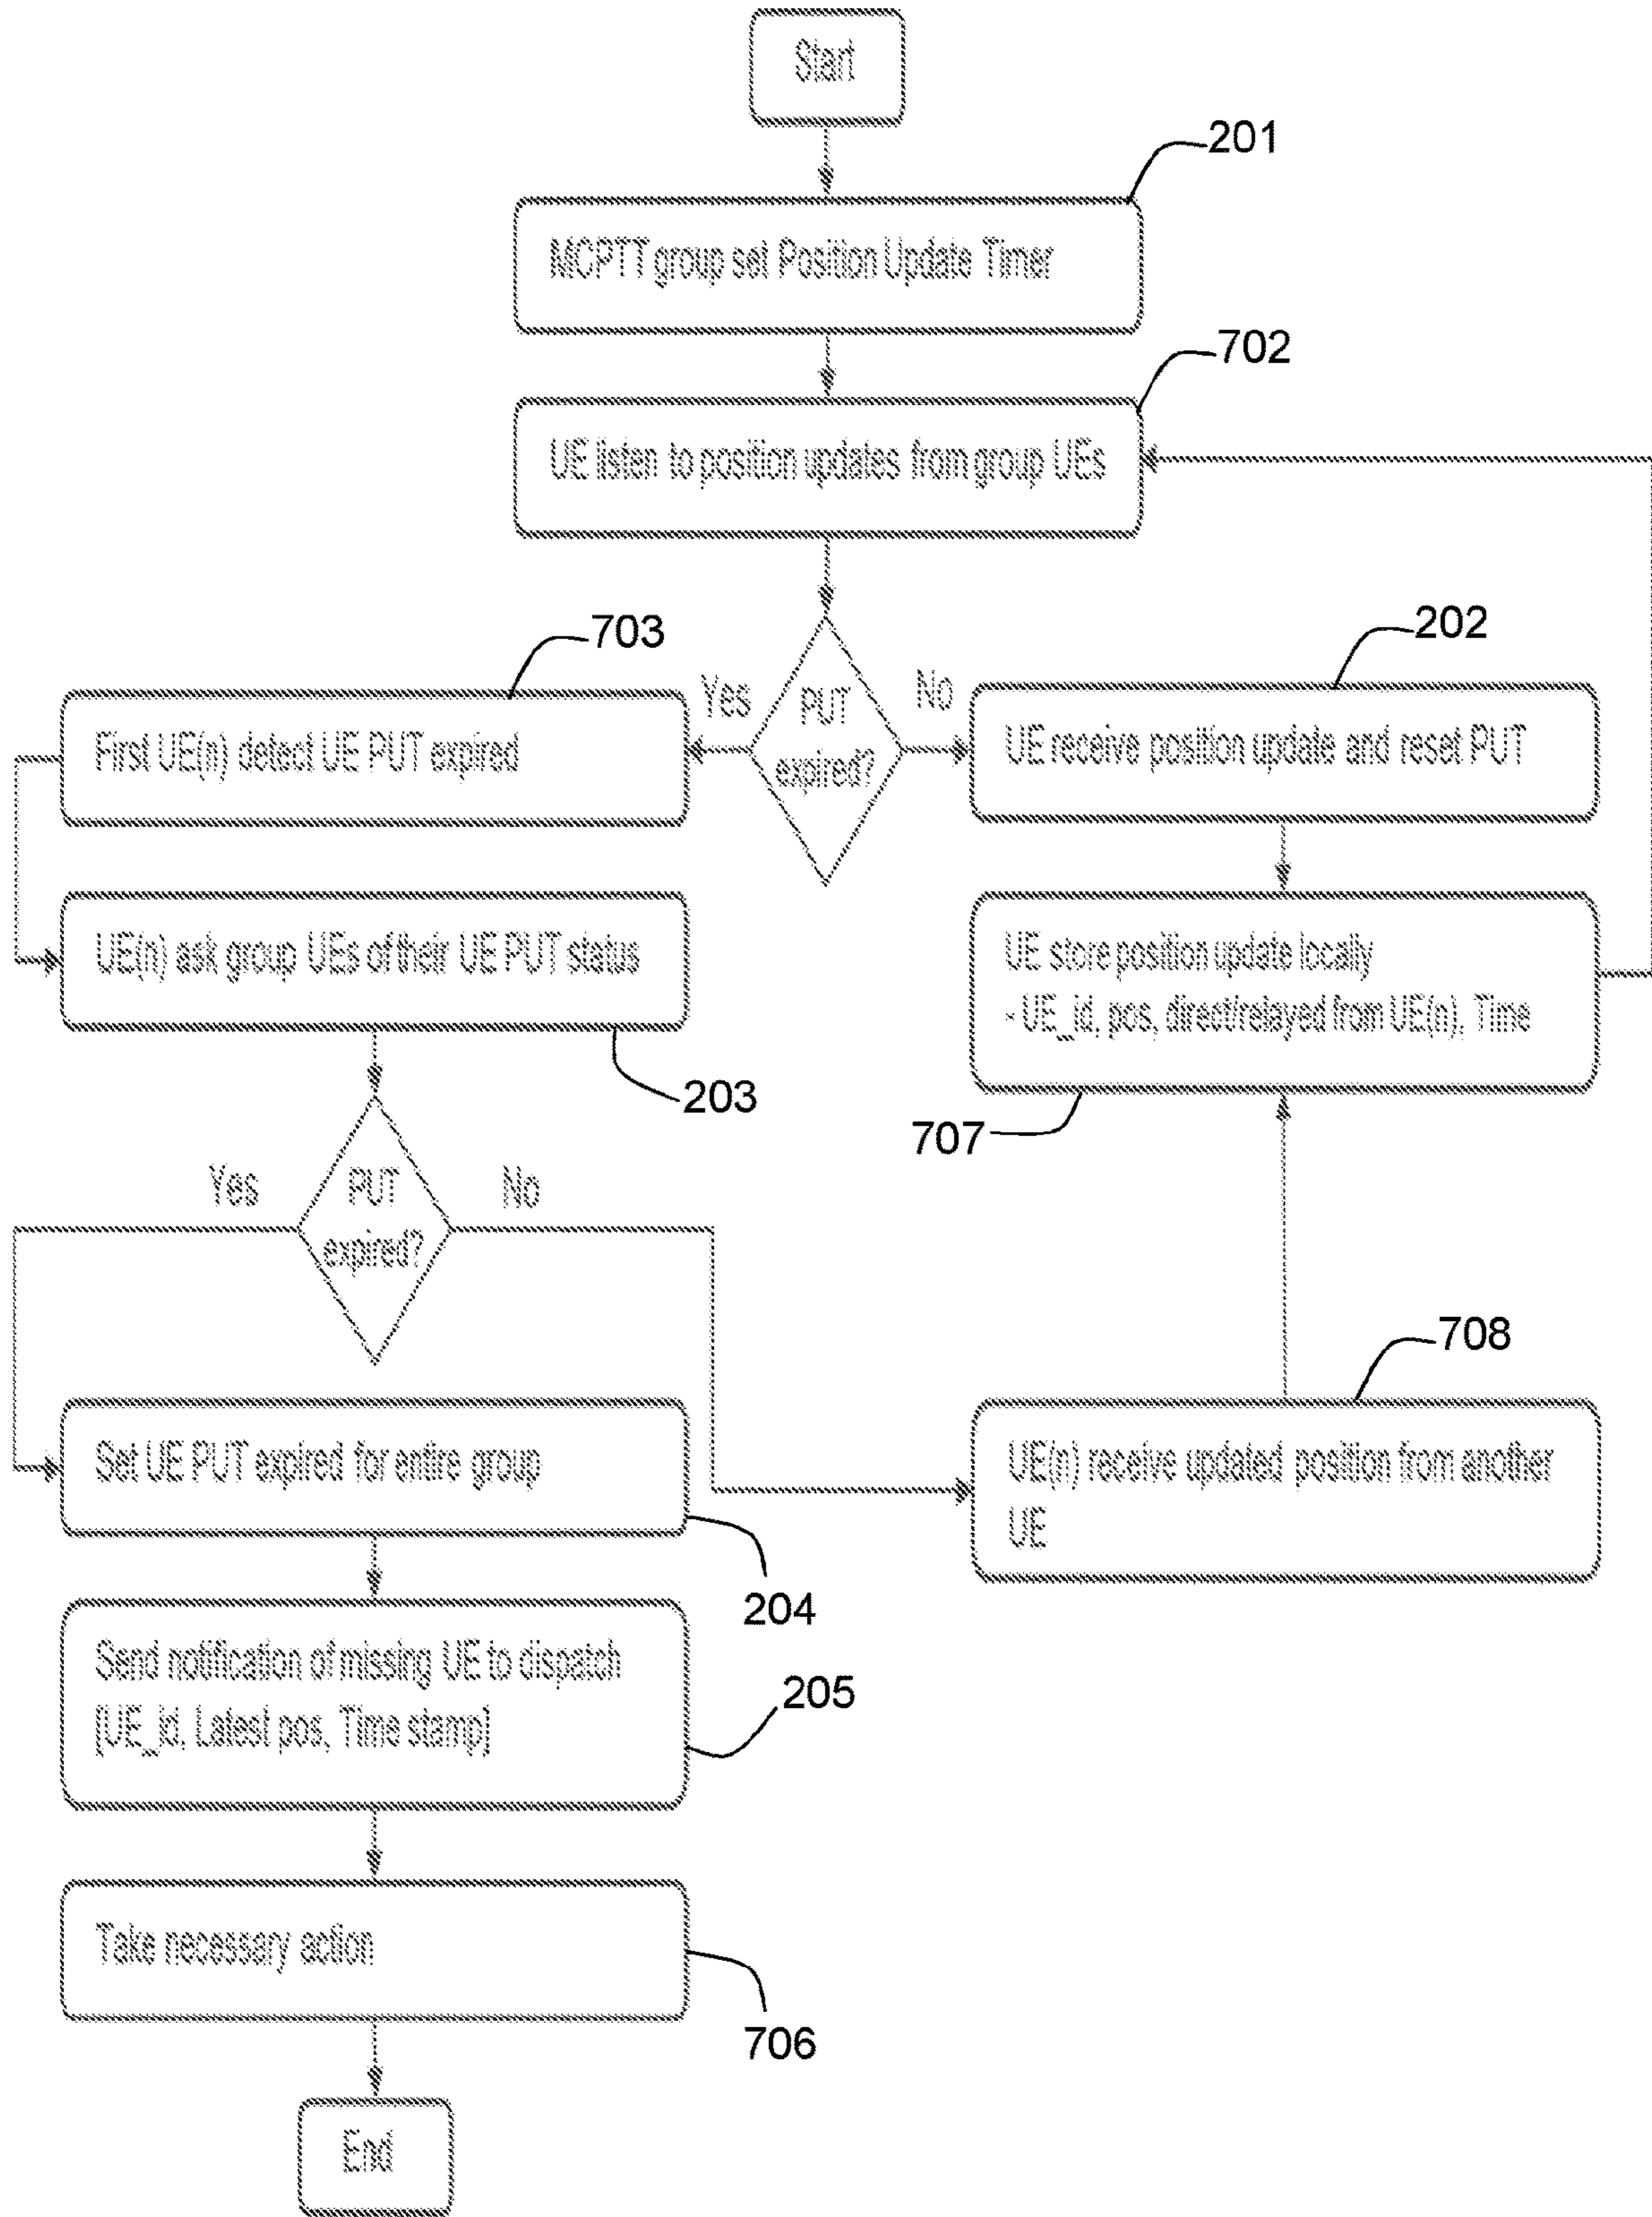 Start
201
MCPTT group set Position Update Timer
702
UE listen to position updates from group UEs
703
202
Yes
PUT
expired?
No
First UE(n) detect UE PUT expired
UE receive position update and reset PUT
UE(n) ask group UEs of their UE PUT status
203
UE store position update locally
- UE_id, pos, direct/relayed from UE(n), Time
707
Yes
PUT
expired?
No
708
Set UE PUT expired for entire group
204
UE(n) receive updated position from another
UE
Send notification of missing UE to dispatch
[UE_id, Latest pos, Time stamp]
205
Take necessary action
706
End